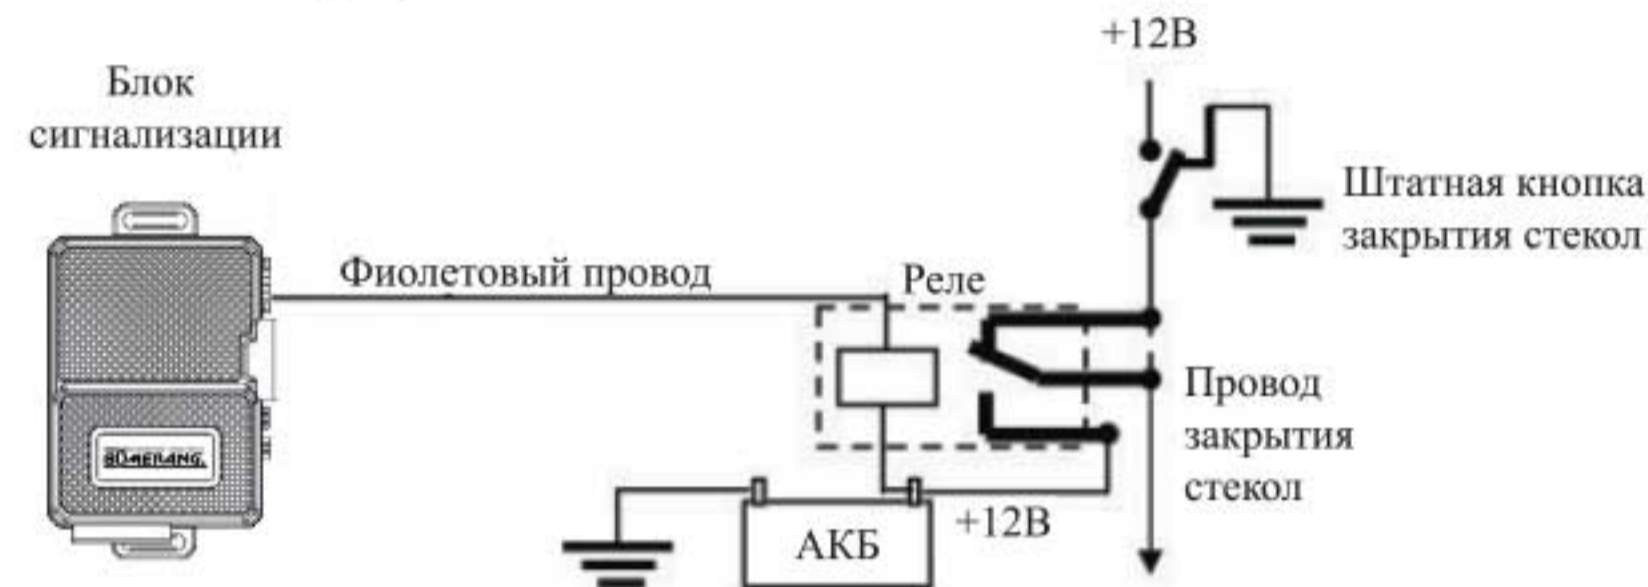 +12В
Блок
сигнализации
Штатная кнопка
закрытия стекол
Фиолетовый провод
Реле
Провод
закрытия
стекол
BOMERANG.
+12В
АКБ